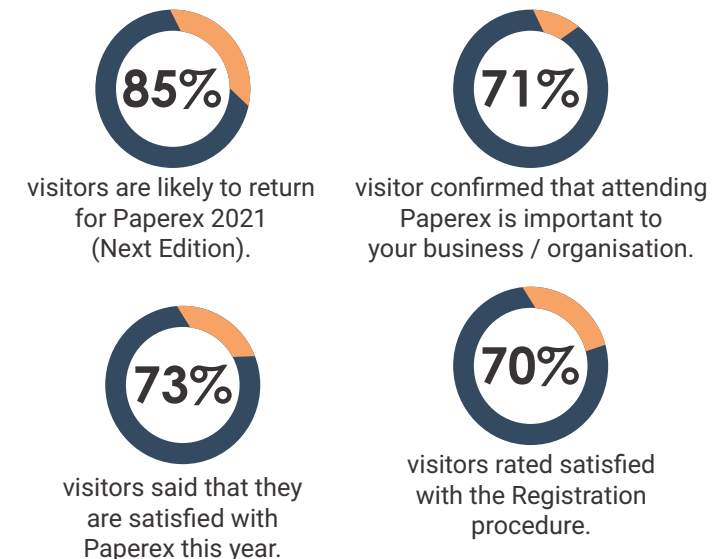 85%
visitors are likely to return
for Paperex 2021
(Next Edition).
71%
visitor confirmed that attending
Paperex is important to
your business / organisation.
73%
visitors said that they
are satisfied with
Paperex this year.
70%
visitors rated satisfied
with the Registration
procedure.